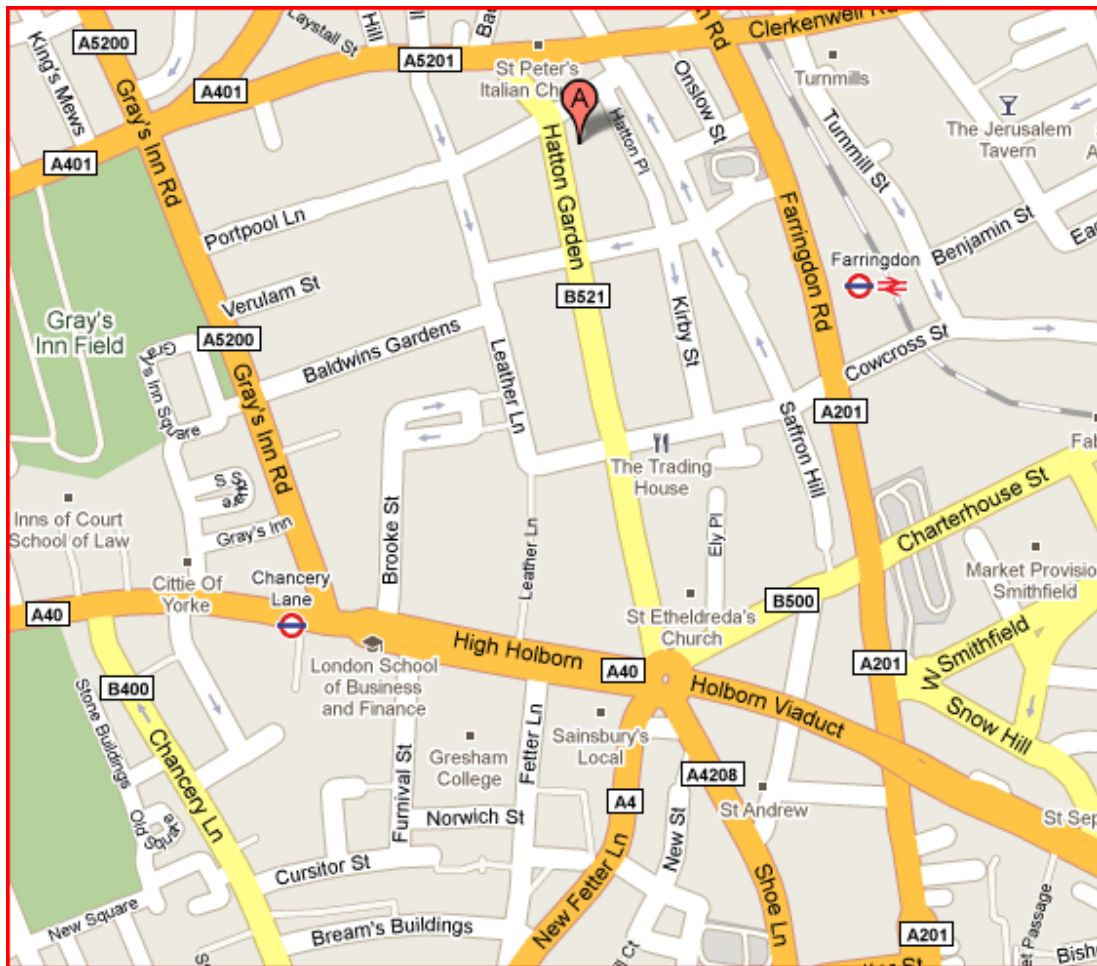 A5200
Laystall St
Hill
Clerkenwell Rd
King's Mews
A5201
St Peter's
Italian Ch
A
Onslow St
Turnmills
A401
Gray's Inn Rd
Hatton Pl
The Jerusalem
Tavern
Turnmill St
A401
Hatton Garden
Portpool Ln
Farringdon Rd
Benjamin St
Farringdon
Verulam St
B521
Gray's
Inn Field
A5200
Kirby St
Baldwins Gardens
Leather Ln
Cowcross St
Gray's Inn Square
Gray's Inn Rd
A201
Saffron Hill
The Trading
House
Charterhouse St
Inns of Court
School of Law
Gray's Inn
Brooke St
Leather Ln
Ely Pl
Cittie Of
Yorke
Chancery
Lane
Market Provision
Smithfield
A40
St Etheldreda's
Church
B500
High Holborn
A40
A201
W Smithfield
London School
of Business
and Finance
Holborn Viaduct
B400
Stone Buildings
Chancery Ln
Snow Hill
Fetter Ln
Sainsbury's
Local
Gresham
College
A4208
Furnival St
A4
St Andrew
Norwich St
New St
St Sep
Cursitor St
New Fetter Ln
Shoe Ln
New Square
Bream's Buildings
A201
Passage